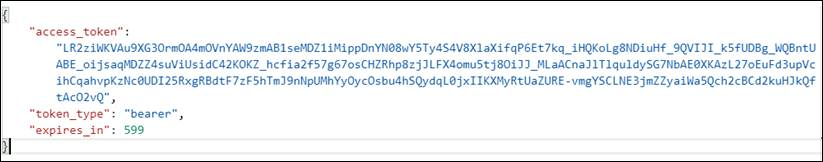 {
"access_token":
"LR2ziWKVAu9XG3OrmOA4mOVnYAW9zmAB1seMDZ1iMippDnYN08wY5Ty4S4V8XlaXifqP6Et7kq_iHQKoLg8NDiuHf_9QVIJI_k5fUDBg_WQBntU
ABE_oijsaqMDZZ4suViUsidC42KOKZ_hcfia2f57g67osCHZRhp8zjJLFX4omu5tj8OiJJ_MLaACnaJlTlquldySG7NbAE0XKAzL27oEuFd3upVc
ihCqahvpKzNc0UDI25RxgRBdtF7zF5hTmJ9nNpUMhYyOycOsbu4hSQydqL0jxIIKXMyRtUaZURE-vmgYSCLNE3jmZZyaiWa5Qch2cBCd2kuHJkQf
tAcO2vQ",
"token_type": "bearer",
"expires_in": 599
}